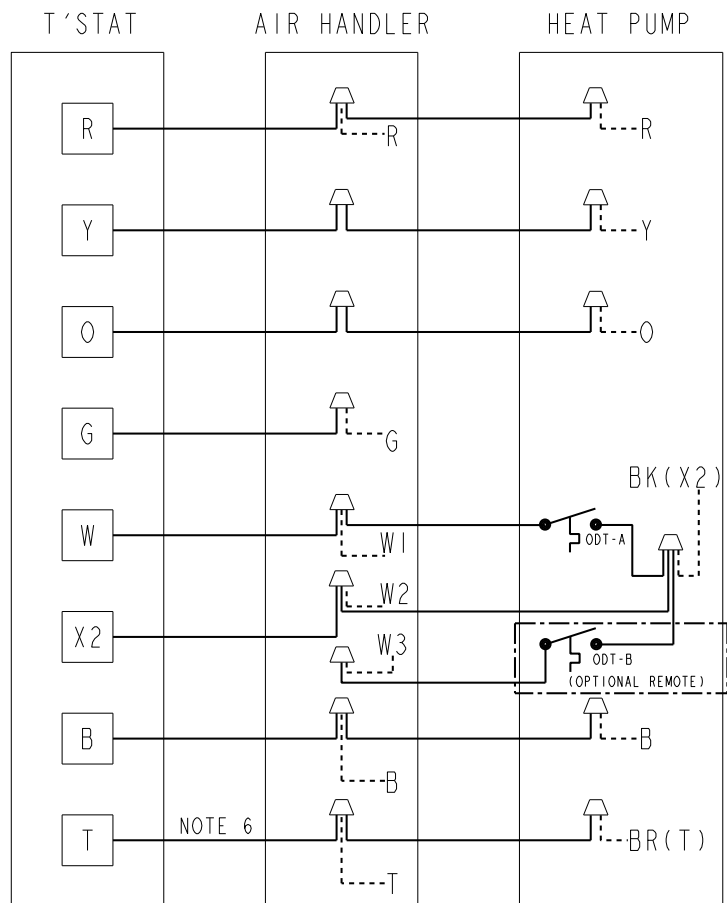 T'STAT AIR HANDLER HEAT PUMP
R R R
Y Y
O O
G G
BK(X2)
W W1 ODT-A
W2
X2 W3 ODT-B
(OPTIONAL REMOTE)
B B
B
T NOTE 6 BR(T)
T